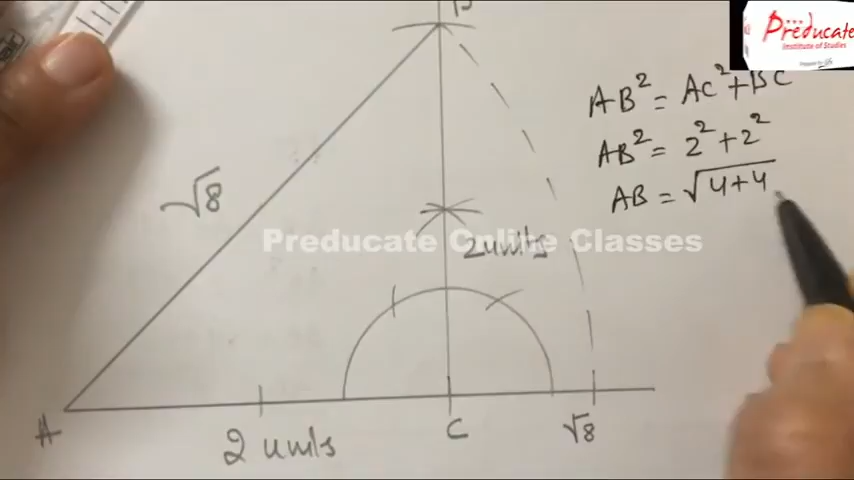 B
Preducate
Institute of Studies
AB² = AC² + BC
AB² = 2² + 2²
AB = √4+4
√8
2 units
Preducate Online Classes
A
2 units
C
√8